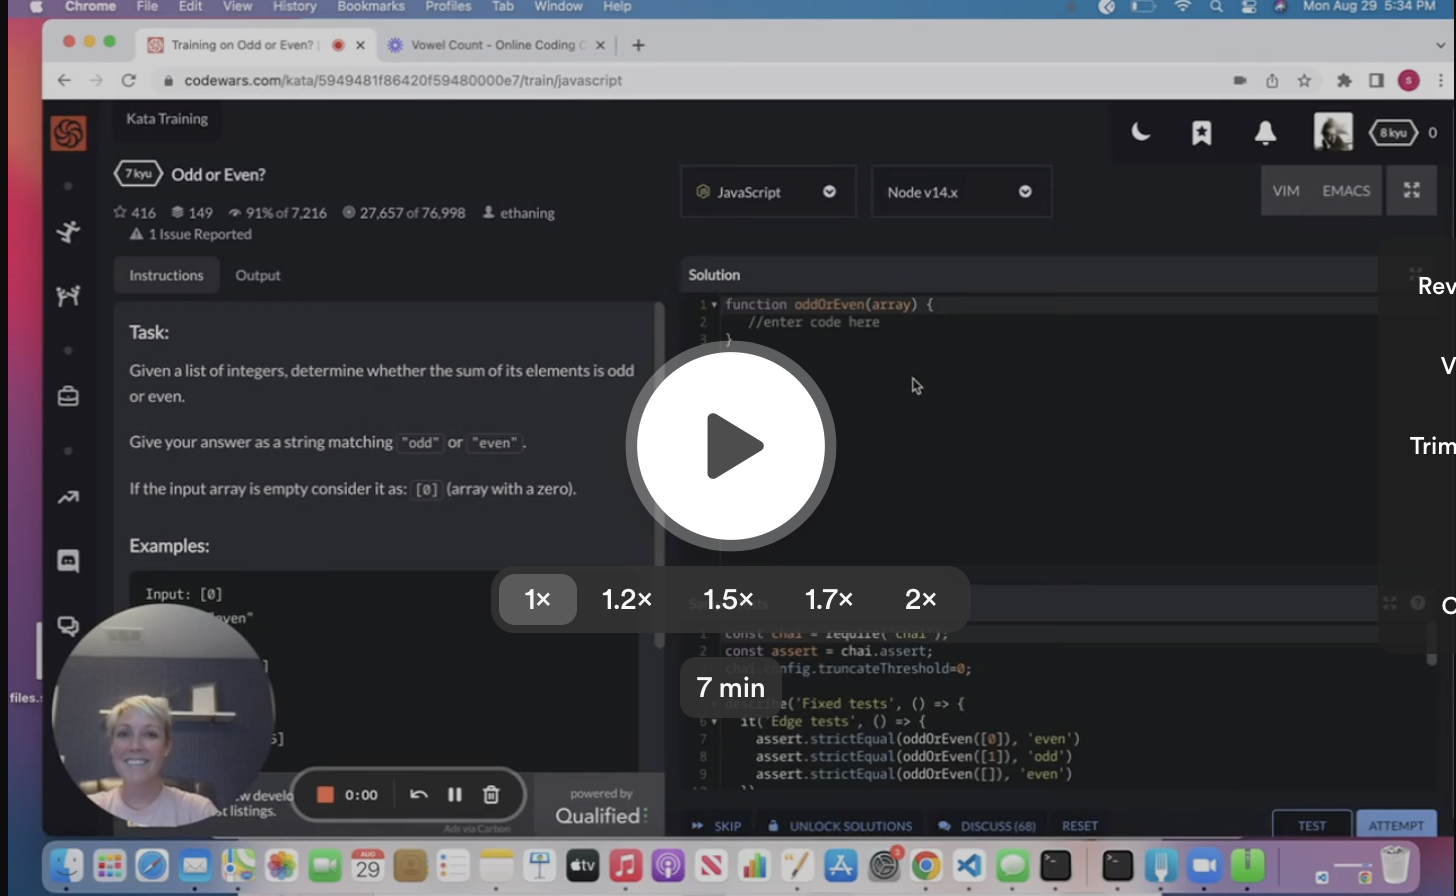 Chrome File Edit View History Bookmarks Profiles Tab Window Help Mon Aug 29 5:34 PM
Training on Odd or Even? | Vowel Count - Online Coding C
codewars.com/kata/5949481f86420f59480000e7/train/javascript S
Kata Training
8 kyu 0
7 kyu Odd or Even?
JavaScript Node v14.x VIM EMACS
416 149 91% of 7,216 27,657 of 76,998 ethaning
1 Issue Reported
Instructions Output
Solution
Rev
1 function oddOrEven(array) {
2 //enter code here
3 }
Task:
Given a list of integers, determine whether the sum of its elements is odd
or even.
V
Give your answer as a string matching "odd" or "even".
Trim
If the input array is empty consider it as: [0] (array with a zero).
Examples:
Input: [0]
even"
]
5]
1× 1.2× 1.5× 1.7× 2×
C
1 const chai = require("chai");
2 const assert = chai.assert;
chai.config.truncateThreshold=0;
7 min
describe('Fixed tests', () => {
6 it('Edge tests', () => {
7 assert.strictEqual(oddOrEven([0]), 'even')
8 assert.strictEqual(oddOrEven([1]), 'odd')
9 assert.strictEqual(oddOrEven([]), 'even')
})
files.
0:00
w develo
st listings.
powered by
Qualified
Ads via Carbon
SKIP UNLOCK SOLUTIONS DISCUSS (68) RESET TEST ATTEMPT
AUG
29
tv
3